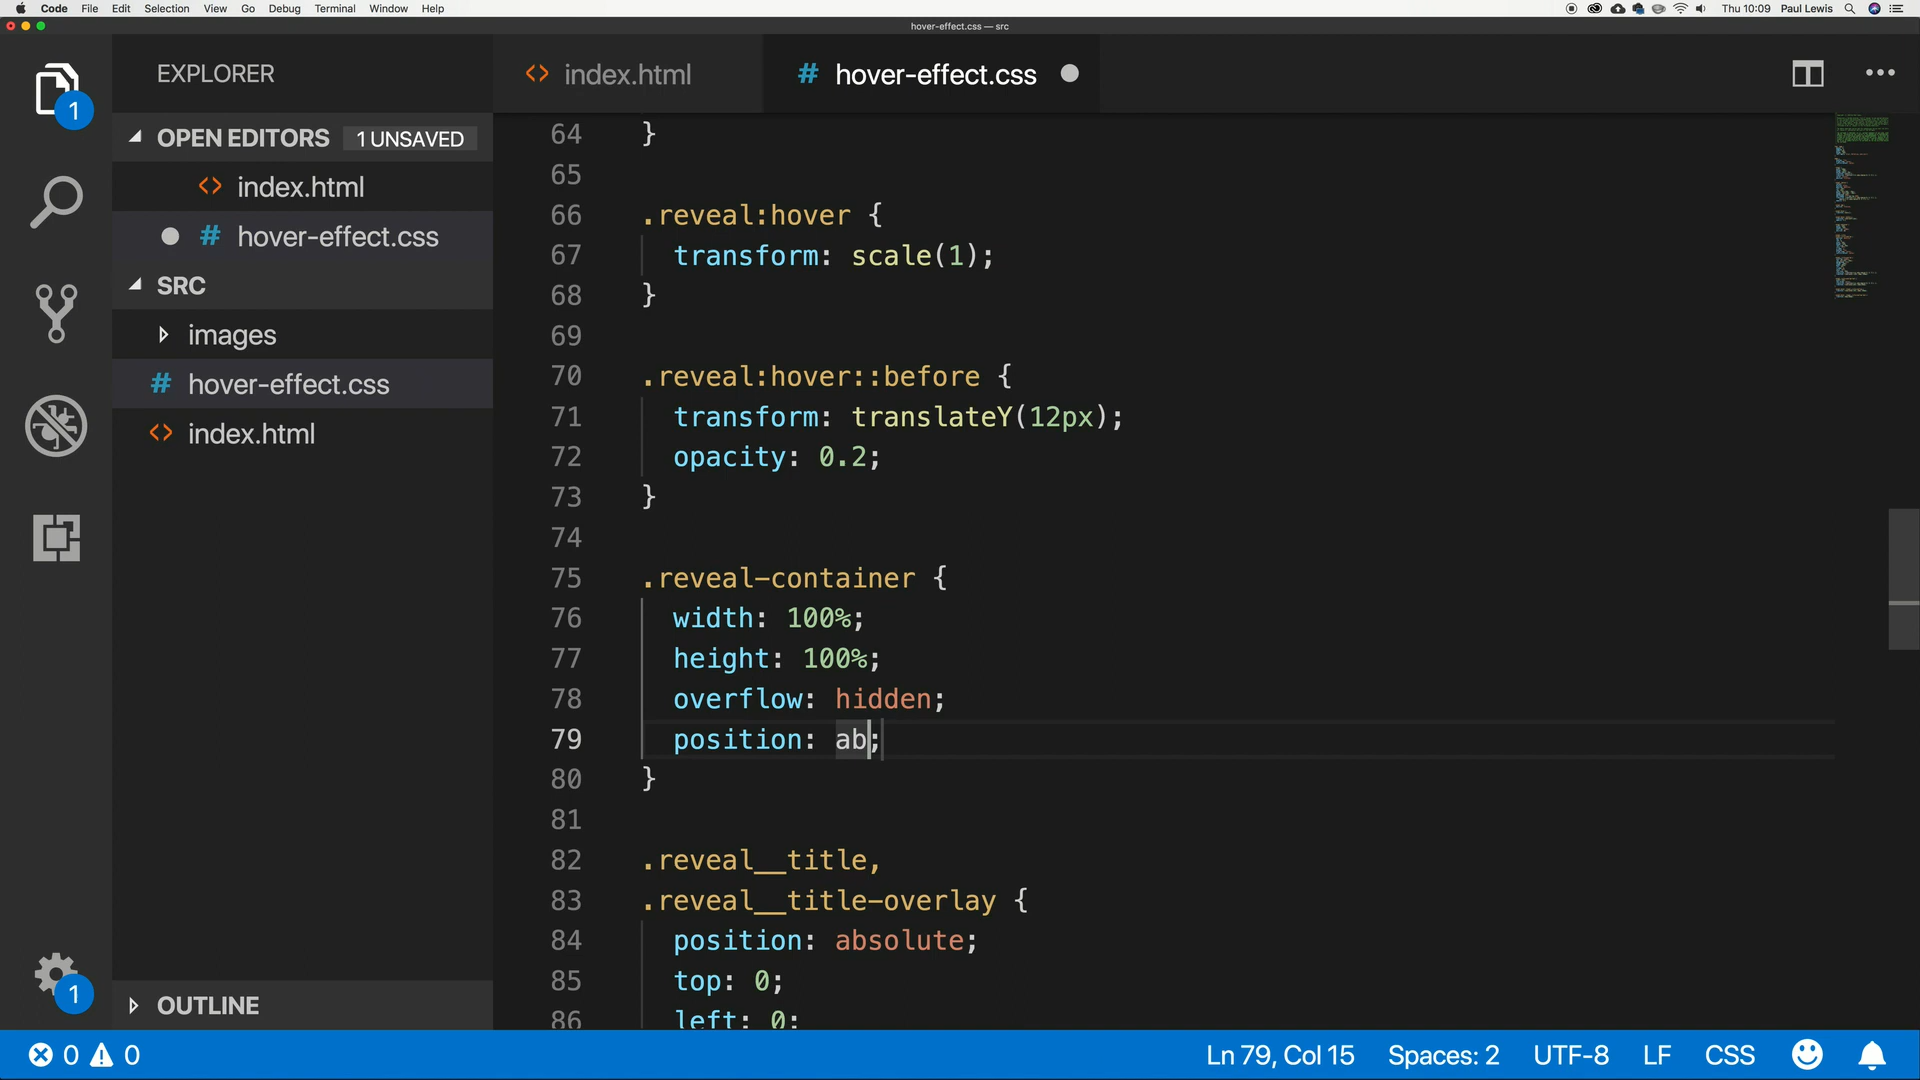 Code File Edit Selection View Go Debug Terminal Window Help Thu 10:09 Paul Lewis
hover-effect.css — src
EXPLORER
OPEN EDITORS 1 UNSAVED
index.html
# hover-effect.css
SRC
images
# hover-effect.css
index.html
OUTLINE
1
1
index.html # hover-effect.css
64 }
65
66 .reveal:hover {
67 transform: scale(1);
68 }
69
70 .reveal:hover::before {
71 transform: translateY(12px);
72 opacity: 0.2;
73 }
74
75 .reveal-container {
76 width: 100%;
77 height: 100%;
78 overflow: hidden;
79 position: ab;
80 }
81
82 .reveal__title,
83 .reveal__title-overlay {
84 position: absolute;
85 top: 0;
86 left: 0;
0 0 Ln 79, Col 15 Spaces: 2 UTF-8 LF CSS